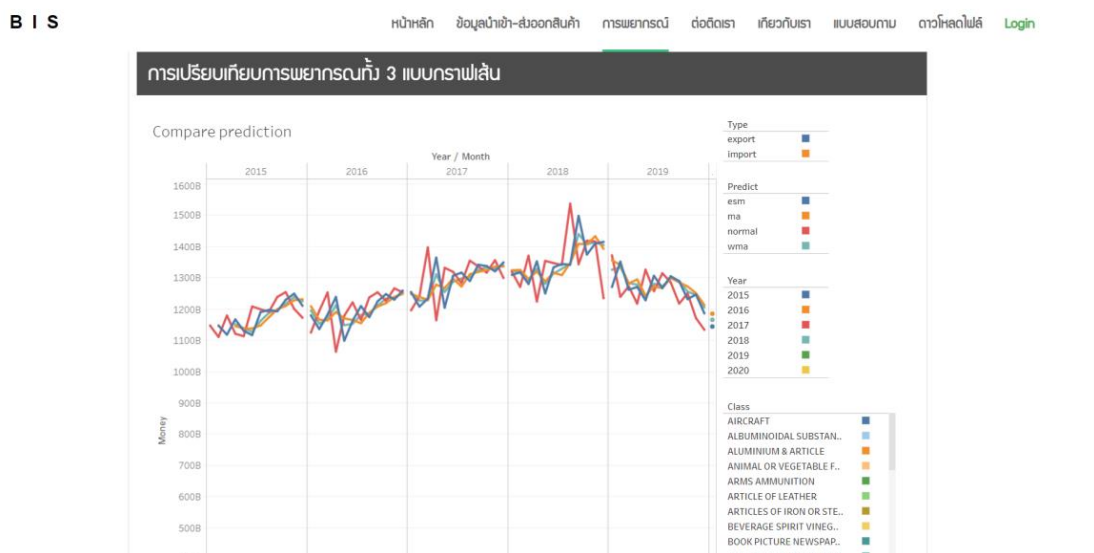 BIS
หน้าหลัก ข้อมูลนำเข้า-ส่งออกสินค้า การพยากรณ์ ต่อติดเรา เกี่ยวกับเรา แบบสอบถาม ดาวโหลดไฟล์ Login
การเปรียบเทียบการพยากรณทั้ง 3 แบบกราฟเส้น
Compare prediction
Year / Month
2015 2016 2017 2018 2019
1600B
1500B
1400B
1300B
1200B
1100B
1000B
900B
800B
700B
600B
500B
Money
Type
export
import
Predict
esm
ma
normal
wma
Year
2015
2016
2017
2018
2019
2020
Class
AIRCRAFT
ALBUMINOIDAL SUBSTAN..
ALUMINIUM & ARTICLE
ANIMAL OR VEGETABLE F..
ARMS AMMUNITION
ARTICLE OF LEATHER
ARTICLES OF IRON OR STE..
BEVERAGE SPIRIT VINEG..
BOOK PICTURE NEWSPAP..